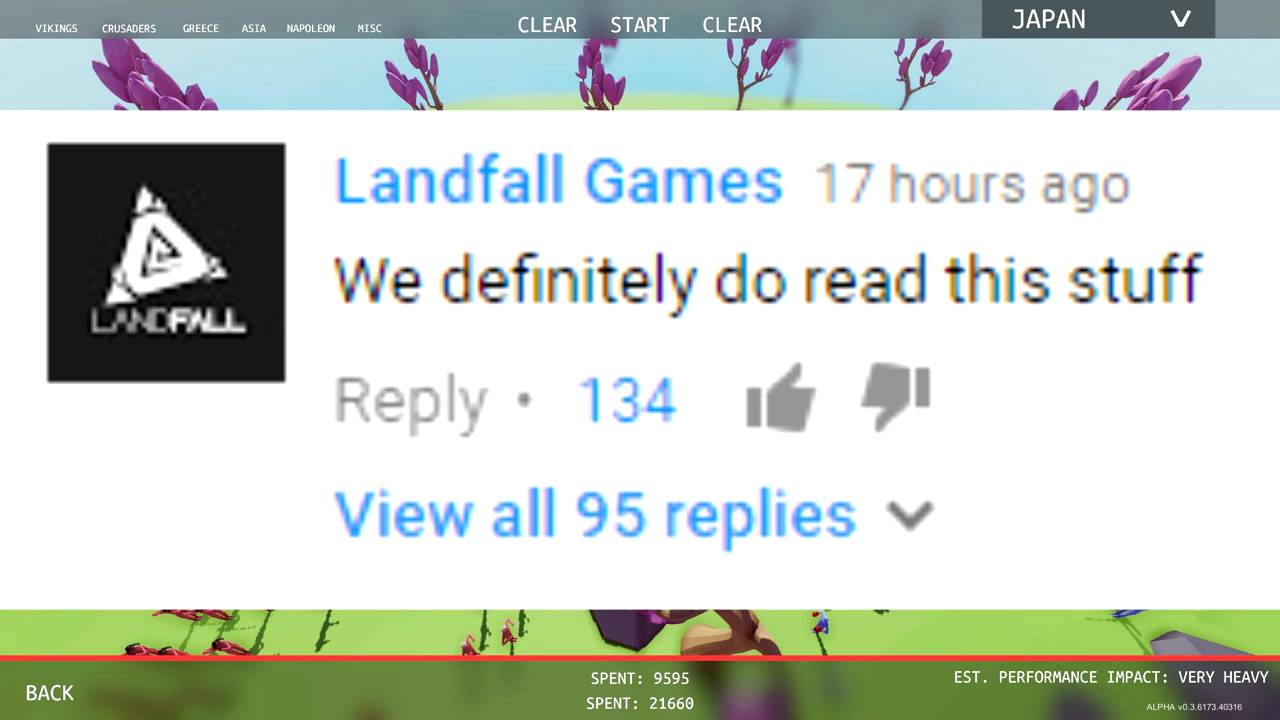 VIKINGS CRUSADERS GREECE ASIA NAPOLEON MISC CLEAR START CLEAR JAPAN V
Landfall Games 17 hours ago
We definitely do read this stuff
LANDFALL
Reply • 134
View all 95 replies
BACK
SPENT: 9595
SPENT: 21660
EST. PERFORMANCE IMPACT: VERY HEAVY
ALPHA v0.3.6173.40316